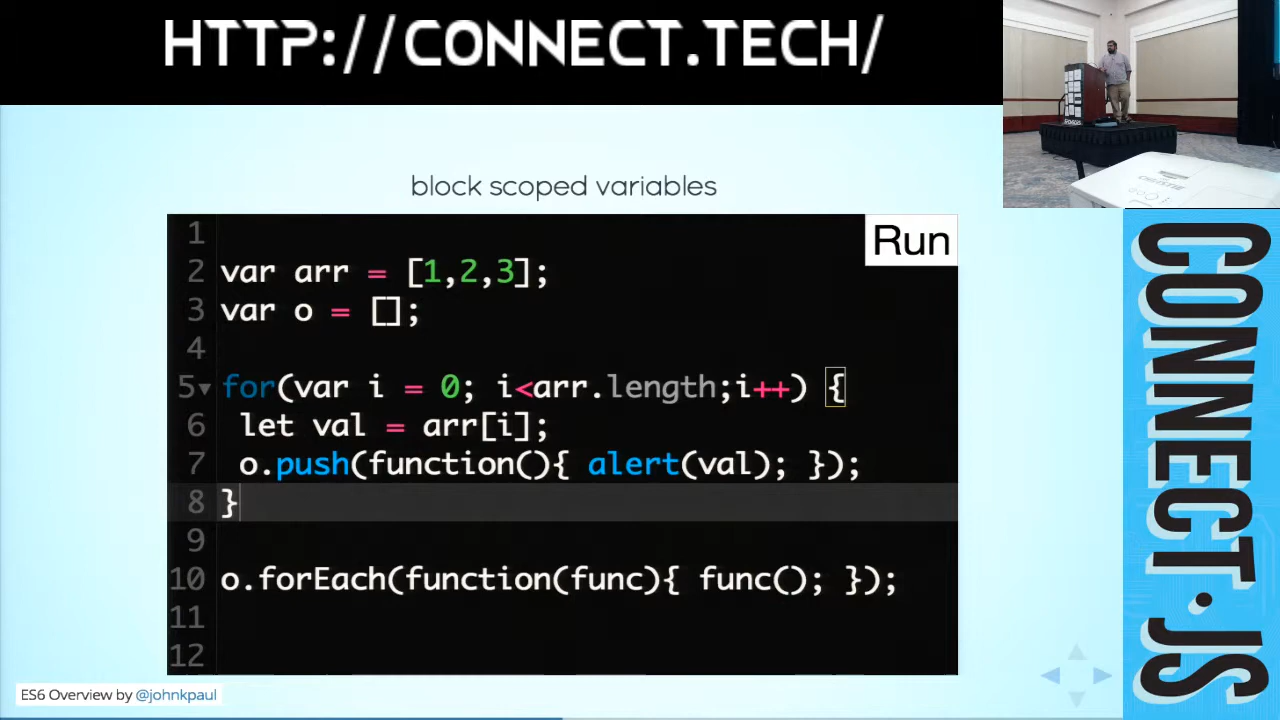 HTTP://CONNECT.TECH/
block scoped variables
Run
1
2 var arr = [1,2,3];
3 var o = [];
4
5 for(var i = 0; i<arr.length;i++) {
6 let val = arr[i];
7 o.push(function(){ alert(val); });
8 }
9
10 o.forEach(function(func){ func(); });
11
12
ES6 Overview by @johnkpaul
CONNECT.JS
CHRISTIE